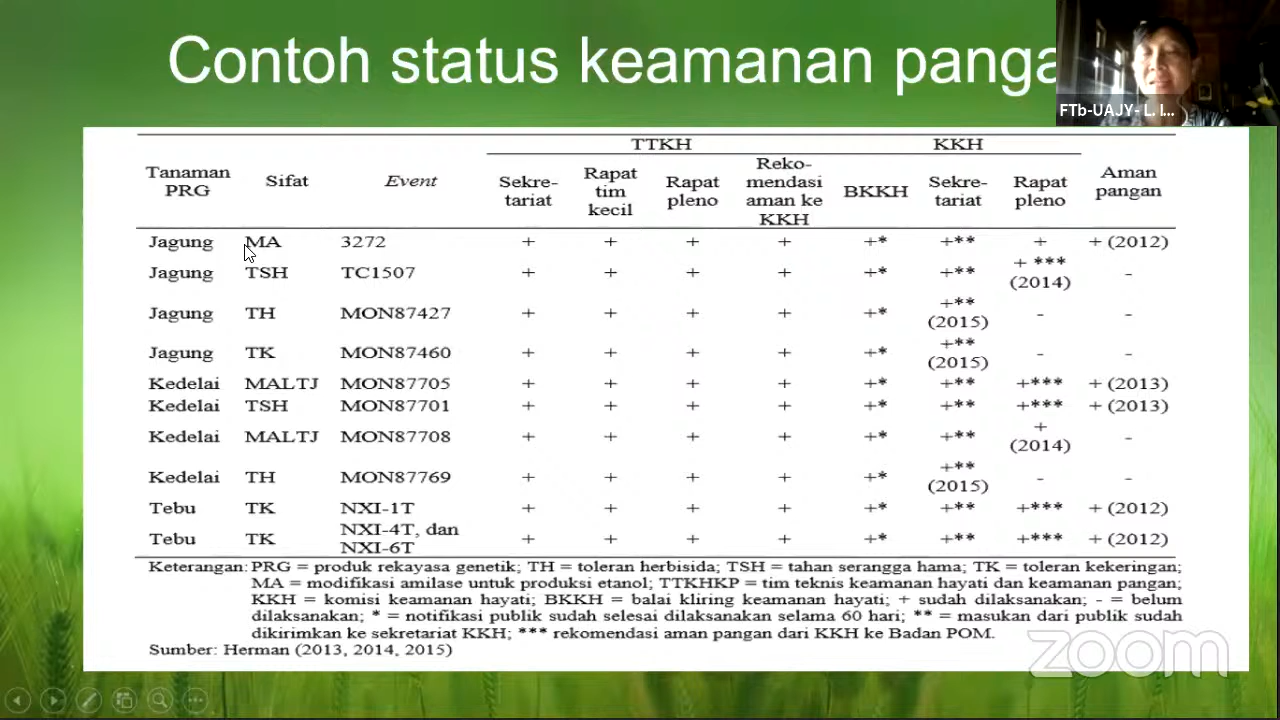 Contoh status keamanan panga
FTb-UAJY- L. I...
TTKH KKH
Tanaman PRG Sifat Event Sekre-tariat Rapat tim kecil Rapat pleno Reko-mendasi aman ke KKH BKKH Sekre-tariat Rapat pleno Aman pangan
Jagung MA 3272 + + + + +* +** + + (2012)
Jagung TSH TC1507 + + + + +* +** + *** (2014) -
Jagung TH MON87427 + + + + +* +** (2015) - -
Jagung TK MON87460 + + + + +* +** (2015) - -
Kedelai MALTJ MON87705 + + + + +* +** +*** + (2013)
Kedelai TSH MON87701 + + + + +* +** +*** + (2013)
Kedelai MALTJ MON87708 + + + + +* +** + (2014) -
Kedelai TH MON87769 + + + + +* +** (2015) - -
Tebu TK NXI-1T + + + + +* +** +*** + (2012)
Tebu TK NXI-4T, dan NXI-6T + + + + +* +** +*** + (2012)
Keterangan: PRG = produk rekayasa genetik; TH = toleran herbisida; TSH = tahan serangga hama; TK = toleran kekeringan;
MA = modifikasi amilase untuk produksi etanol; TTKHKP = tim teknis keamanan hayati dan keamanan pangan;
KKH = komisi keamanan hayati; BKKH = balai kliring keamanan hayati; + sudah dilaksanakan; - = belum
dilaksanakan; * = notifikasi publik sudah selesai dilaksanakan selama 60 hari; ** = masukan dari publik sudah
dikirimkan ke sekretariat KKH; *** rekomendasi aman pangan dari KKH ke Badan POM.
Sumber: Herman (2013, 2014, 2015)
zoom